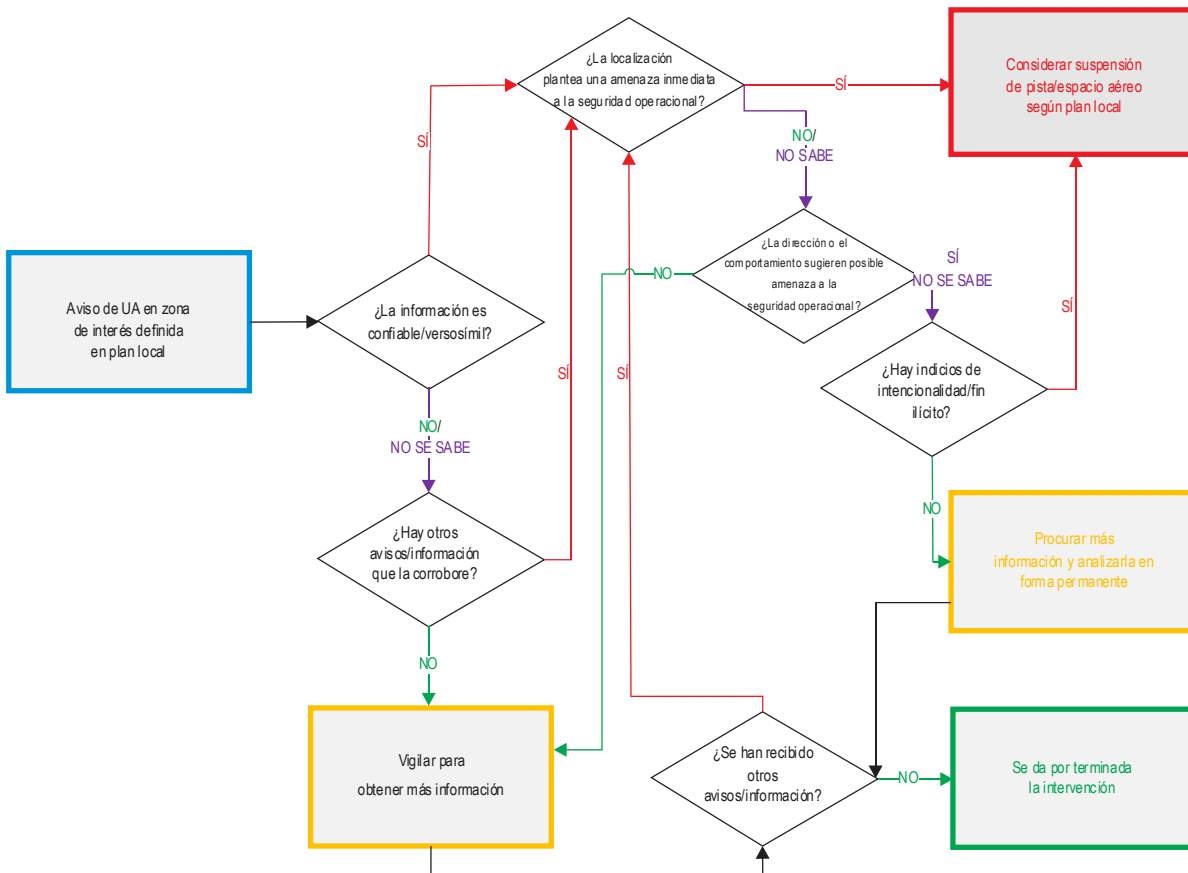 ¿La localización
plantea una amenaza inmediata
a la seguridad operacional?
SÍ
Considerar suspensión
de pista/espacio aéreo
según plan local
SÍ
NO/
NO SABE
Aviso de UA en zona
de interés definida
en plan local
¿La información es
confiable/versosímil?
NO
¿La dirección o el
comportamiento sugieren posible
amenaza a la
seguridad operacional?
SÍ
NO SE SABE
SÍ
SÍ
SÍ
¿Hay indicios de
intencionalidad/fin
ilícito?
NO/
NO SE SABE
¿Hay otros
avisos/información
que la corrobore?
NO
Procurar más
información y analizarla en
forma permanente
NO
Vigilar para
obtener más información
¿Se han recibido
otros
avisos/información?
NO
Se da por terminada
la intervención